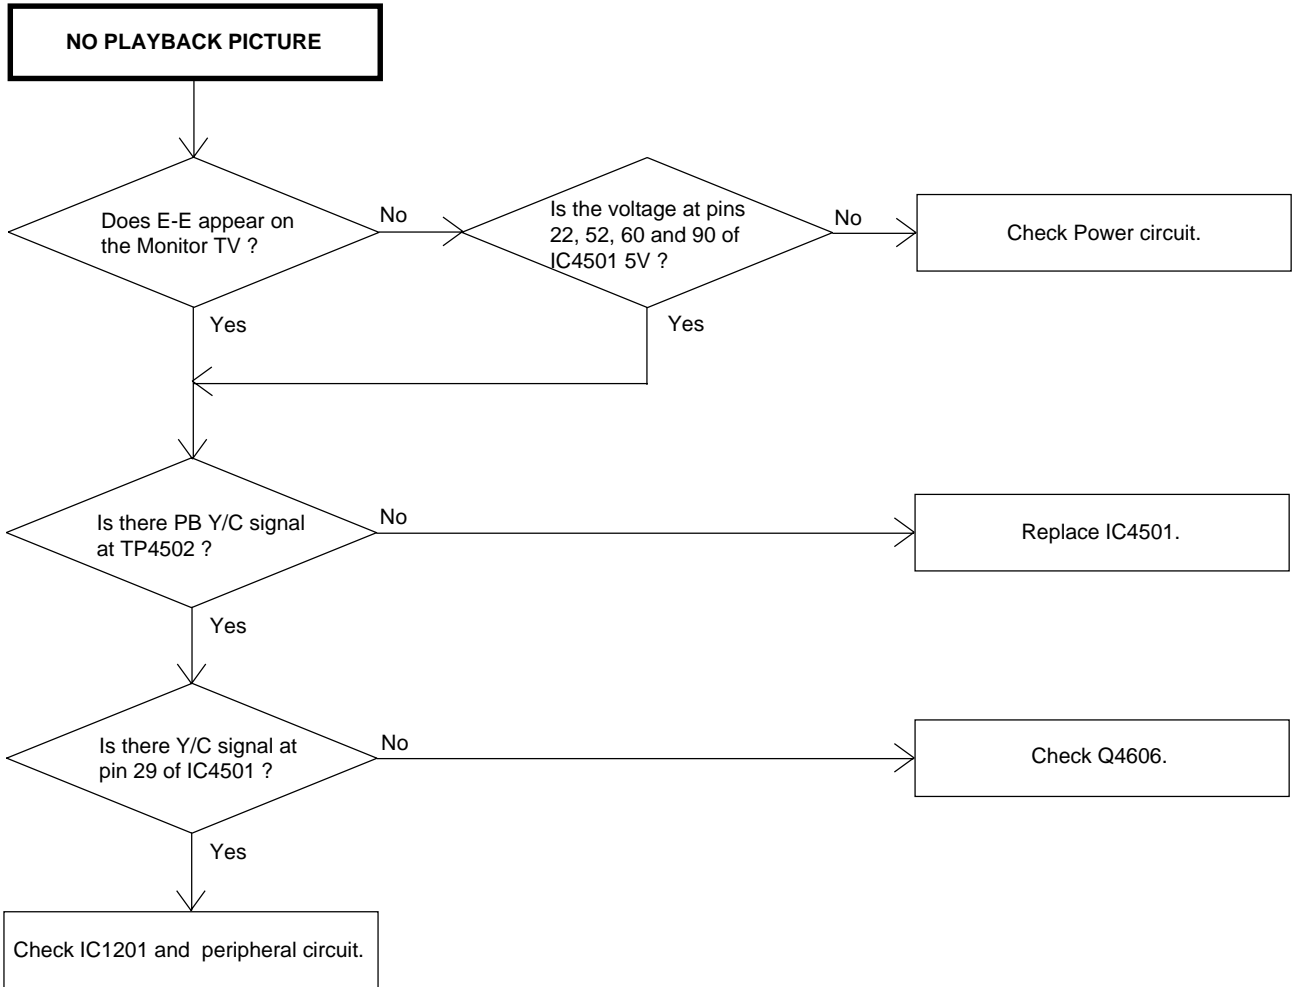 NO PLAYBACK PICTURE
Does E-E appear on
the Monitor TV ?
No
Is the voltage at pins
22, 52, 60 and 90 of
IC4501 5V ?
No
Check Power circuit.
Yes
Yes
Is there PB Y/C signal
at TP4502 ?
No
Replace IC4501.
Yes
Is there Y/C signal at
pin 29 of IC4501 ?
No
Check Q4606.
Yes
Check IC1201 and  peripheral circuit.